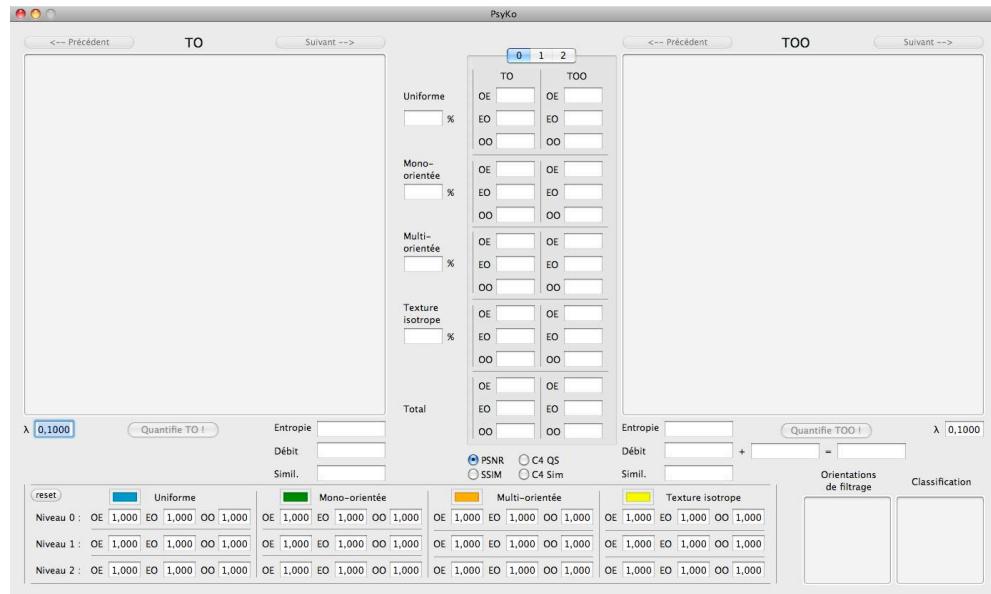 PsyKo
<-- Précédent TO Suivant -->
<-- Précédent TOO Suivant -->
0 1 2
TO TOO
Uniforme OE OE
% EO EO
OO OO
Mono-
orientée
OE OE
% EO EO
OO OO
Multi-
orientée
OE OE
% EO EO
OO OO
Texture
isotrope
OE OE
% EO EO
OO OO
OE OE
Total EO EO
OO OO
λ 0,1000 Quantifie TO ! Entropie
Débit
Simil.
PSNR C4 QS
SSIM C4 Sim
Entropie Quantifie TOO ! λ 0,1000
Débit + =
Simil.
Orientations
de filtrage
Classification
reset Uniforme Mono-orientée Multi-orientée Texture isotrope
Niveau 0 : OE 1,000 EO 1,000 OO 1,000 OE 1,000 EO 1,000 OO 1,000 OE 1,000 EO 1,000 OO 1,000 OE 1,000 EO 1,000 OO 1,000
Niveau 1 : OE 1,000 EO 1,000 OO 1,000 OE 1,000 EO 1,000 OO 1,000 OE 1,000 EO 1,000 OO 1,000 OE 1,000 EO 1,000 OO 1,000
Niveau 2 : OE 1,000 EO 1,000 OO 1,000 OE 1,000 EO 1,000 OO 1,000 OE 1,000 EO 1,000 OO 1,000 OE 1,000 EO 1,000 OO 1,000